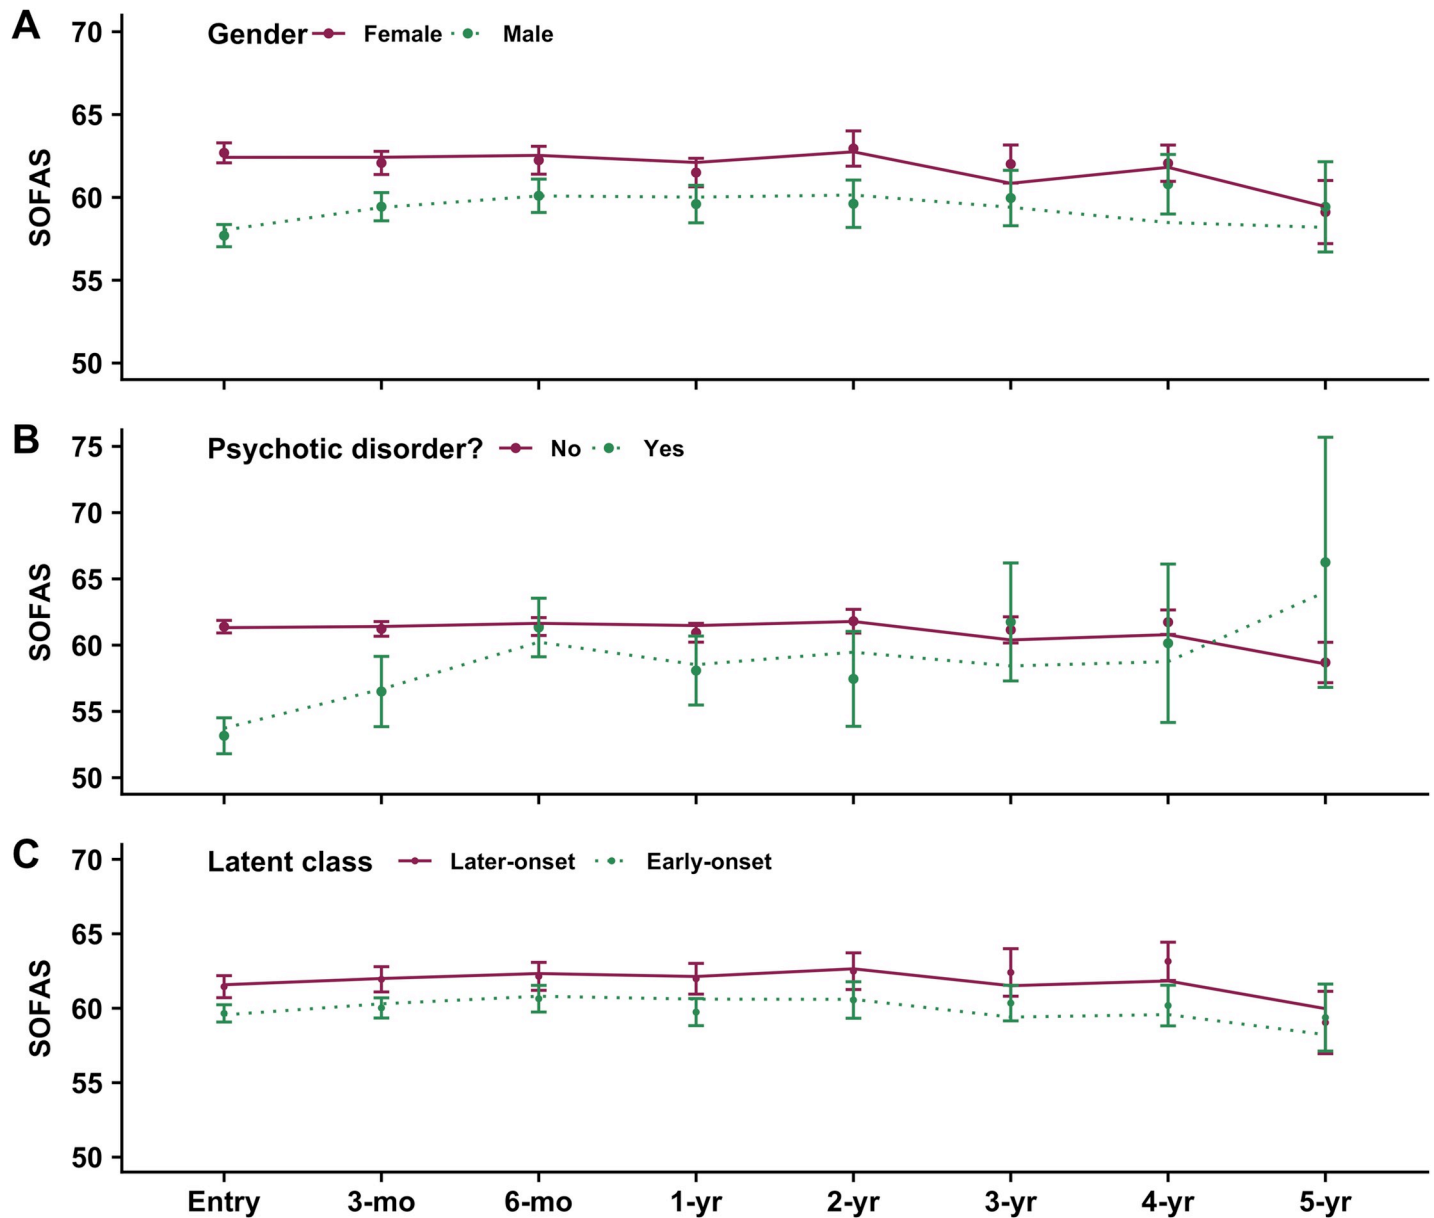 A
Gender Female Male
70
65
60
55
50
SOFAS
B
Psychotic disorder? No Yes
75
70
65
60
55
50
SOFAS
C
Latent class Later-onset Early-onset
70
65
60
55
50
SOFAS
Entry 3-mo 6-mo 1-yr 2-yr 3-yr 4-yr 5-yr